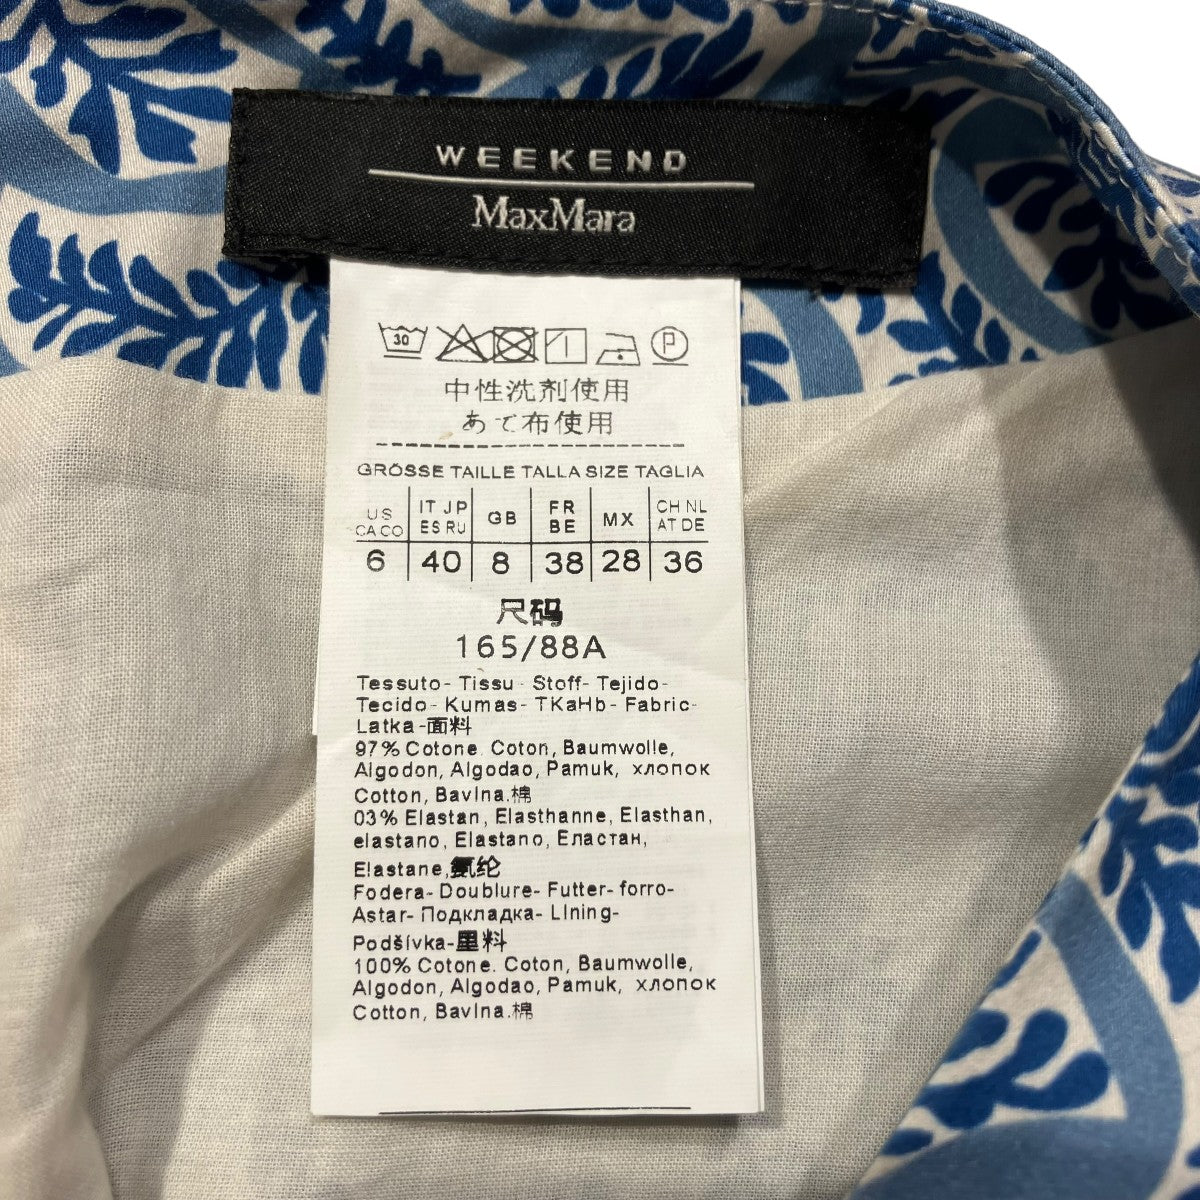 WEEKEND
MaxMara
30 P
中性洗剤使用
あて布使用
GRÖSSE TAILLE TALLA SIZE TAGLIA
US CA CO | IT JP ES RU | GB | FR BE | MX | CH NL AT DE
6 | 40 | 8 | 38 | 28 | 36
尺码
165/88A
Tessuto- Tissu- Stoff- Tejido-
Tecido- Kumas- TKaHb- Fabric-
Latka-面料
97% Cotone. Coton, Baumwolle,
Algodon, Algodao, Pamuk, хлопок
Cotton, Bavlna.棉
03% Elastan, Elasthanne, Elasthan,
elastano, Elastano, Еластан,
Elastane,氨纶
Fodera- Doublure- Futter- forro-
Astar- Подкладка- Lining-
Podšívka-里料
100% Cotone. Coton, Baumwolle,
Algodon, Algodao, Pamuk, хлопок
Cotton, Bavlna.棉